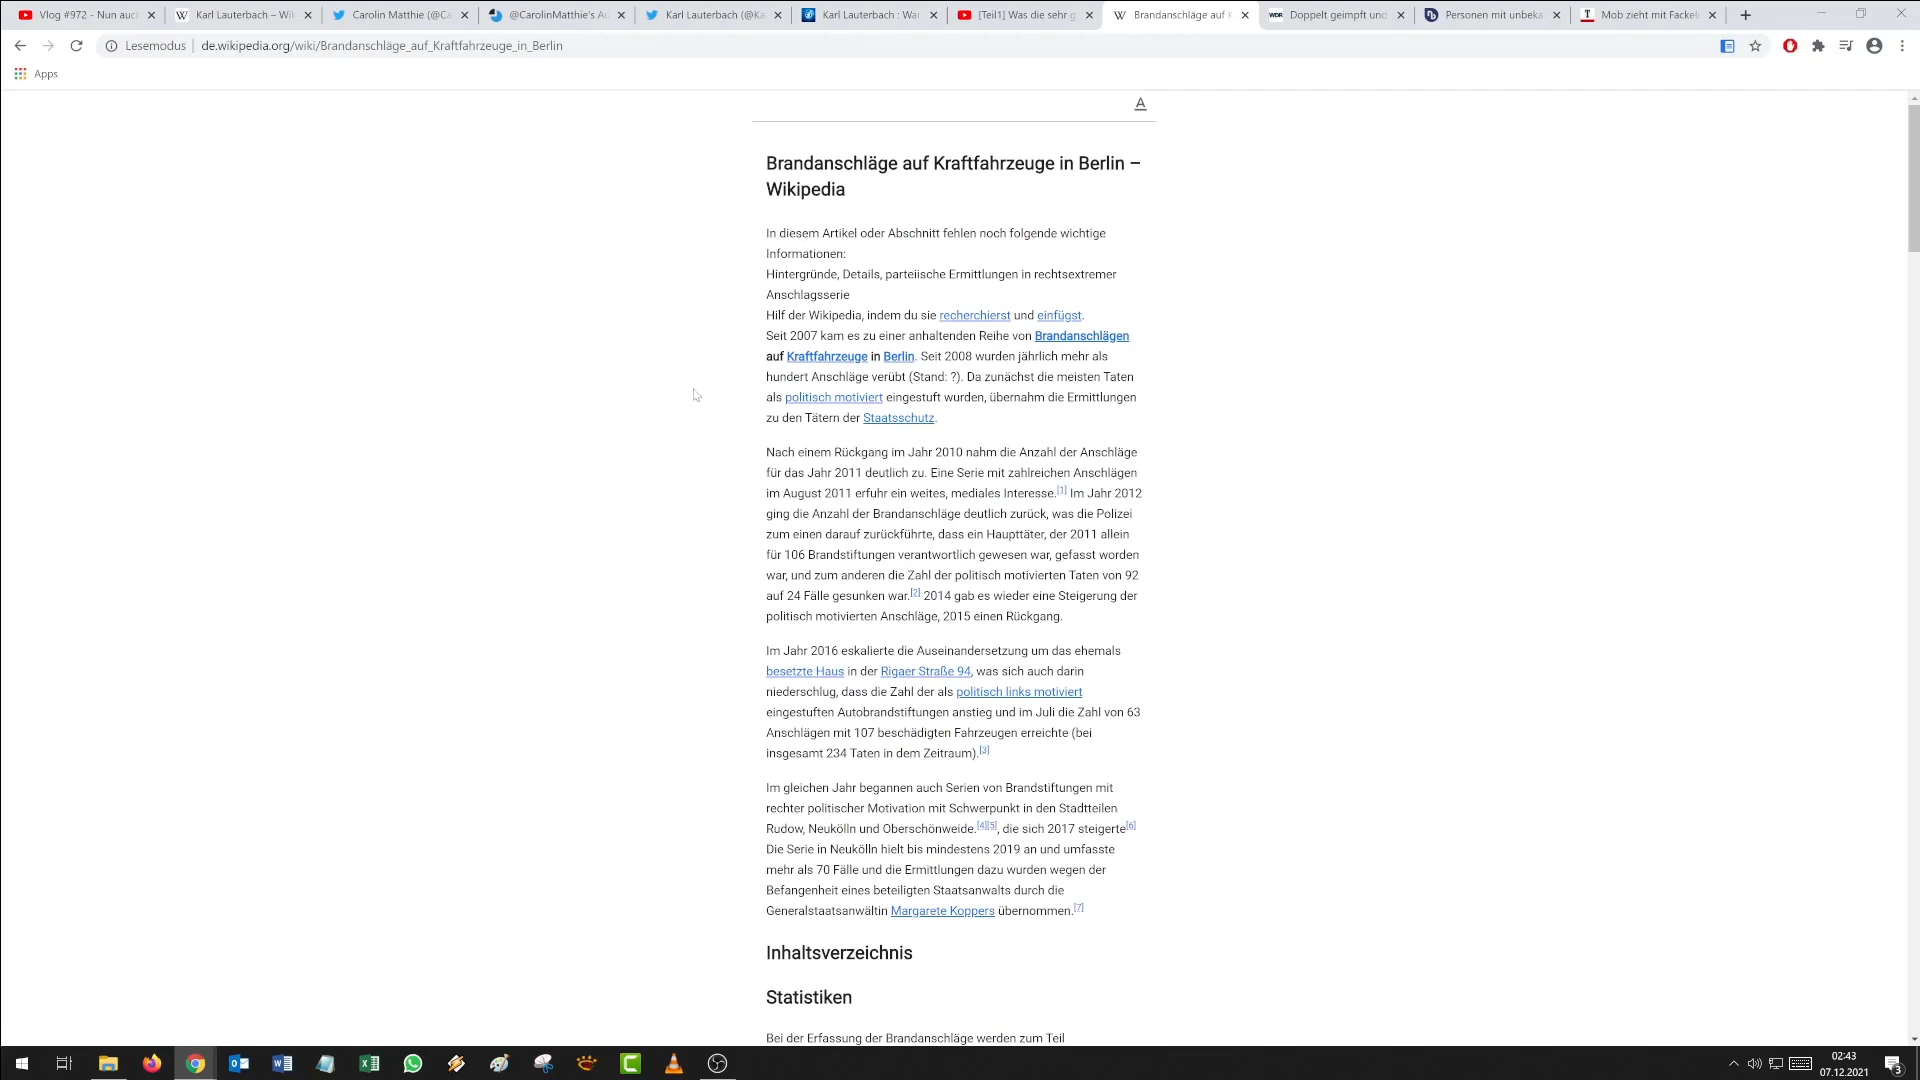 Vlog #972 - Nun auch
Karl Lauterbach – Wik
Carolin Matthie (@Ca
@CarolinMatthie's Au
Karl Lauterbach (@Ka
Karl Lauterbach : War
[Teil1] Was die sehr g
Brandanschläge auf K
WDR Doppelt geimpft und
Personen mit unbeka
T Mob zieht mit Fackel
Lesemodus | de.wikipedia.org/wiki/Brandanschläge_auf_Kraftfahrzeuge_in_Berlin
Apps
A
Brandanschläge auf Kraftfahrzeuge in Berlin –
Wikipedia
In diesem Artikel oder Abschnitt fehlen noch folgende wichtige
Informationen:
Hintergründe, Details, parteiische Ermittlungen in rechtsextremer
Anschlagsserie
Hilf der Wikipedia, indem du sie recherchierst und einfügst.
Seit 2007 kam es zu einer anhaltenden Reihe von Brandanschlägen
auf Kraftfahrzeuge in Berlin. Seit 2008 wurden jährlich mehr als
hundert Anschläge verübt (Stand: ?). Da zunächst die meisten Taten
als politisch motiviert eingestuft wurden, übernahm die Ermittlungen
zu den Tätern der Staatsschutz.
Nach einem Rückgang im Jahr 2010 nahm die Anzahl der Anschläge
für das Jahr 2011 deutlich zu. Eine Serie mit zahlreichen Anschlägen
im August 2011 erfuhr ein weites, mediales Interesse.[1] Im Jahr 2012
ging die Anzahl der Brandanschläge deutlich zurück, was die Polizei
zum einen darauf zurückführte, dass ein Haupttäter, der 2011 allein
für 106 Brandstiftungen verantwortlich gewesen war, gefasst worden
war, und zum anderen die Zahl der politisch motivierten Taten von 92
auf 24 Fälle gesunken war.[2] 2014 gab es wieder eine Steigerung der
politisch motivierten Anschläge, 2015 einen Rückgang.
Im Jahr 2016 eskalierte die Auseinandersetzung um das ehemals
besetzte Haus in der Rigaer Straße 94, was sich auch darin
niederschlug, dass die Zahl der als politisch links motiviert
eingestuften Autobrandstiftungen anstieg und im Juli die Zahl von 63
Anschlägen mit 107 beschädigten Fahrzeugen erreichte (bei
insgesamt 234 Taten in dem Zeitraum).[3]
Im gleichen Jahr begannen auch Serien von Brandstiftungen mit
rechter politischer Motivation mit Schwerpunkt in den Stadtteilen
Rudow, Neukölln und Oberschönweide.[4][5], die sich 2017 steigerte[6]
Die Serie in Neukölln hielt bis mindestens 2019 an und umfasste
mehr als 70 Fälle und die Ermittlungen dazu wurden wegen der
Befangenheit eines beteiligten Staatsanwalts durch die
Generalstaatsanwältin Margarete Koppers übernommen.[7]
Inhaltsverzeichnis
Statistiken
Bei der Erfassung der Brandanschläge werden zum Teil
02:43
07.12.2021
3